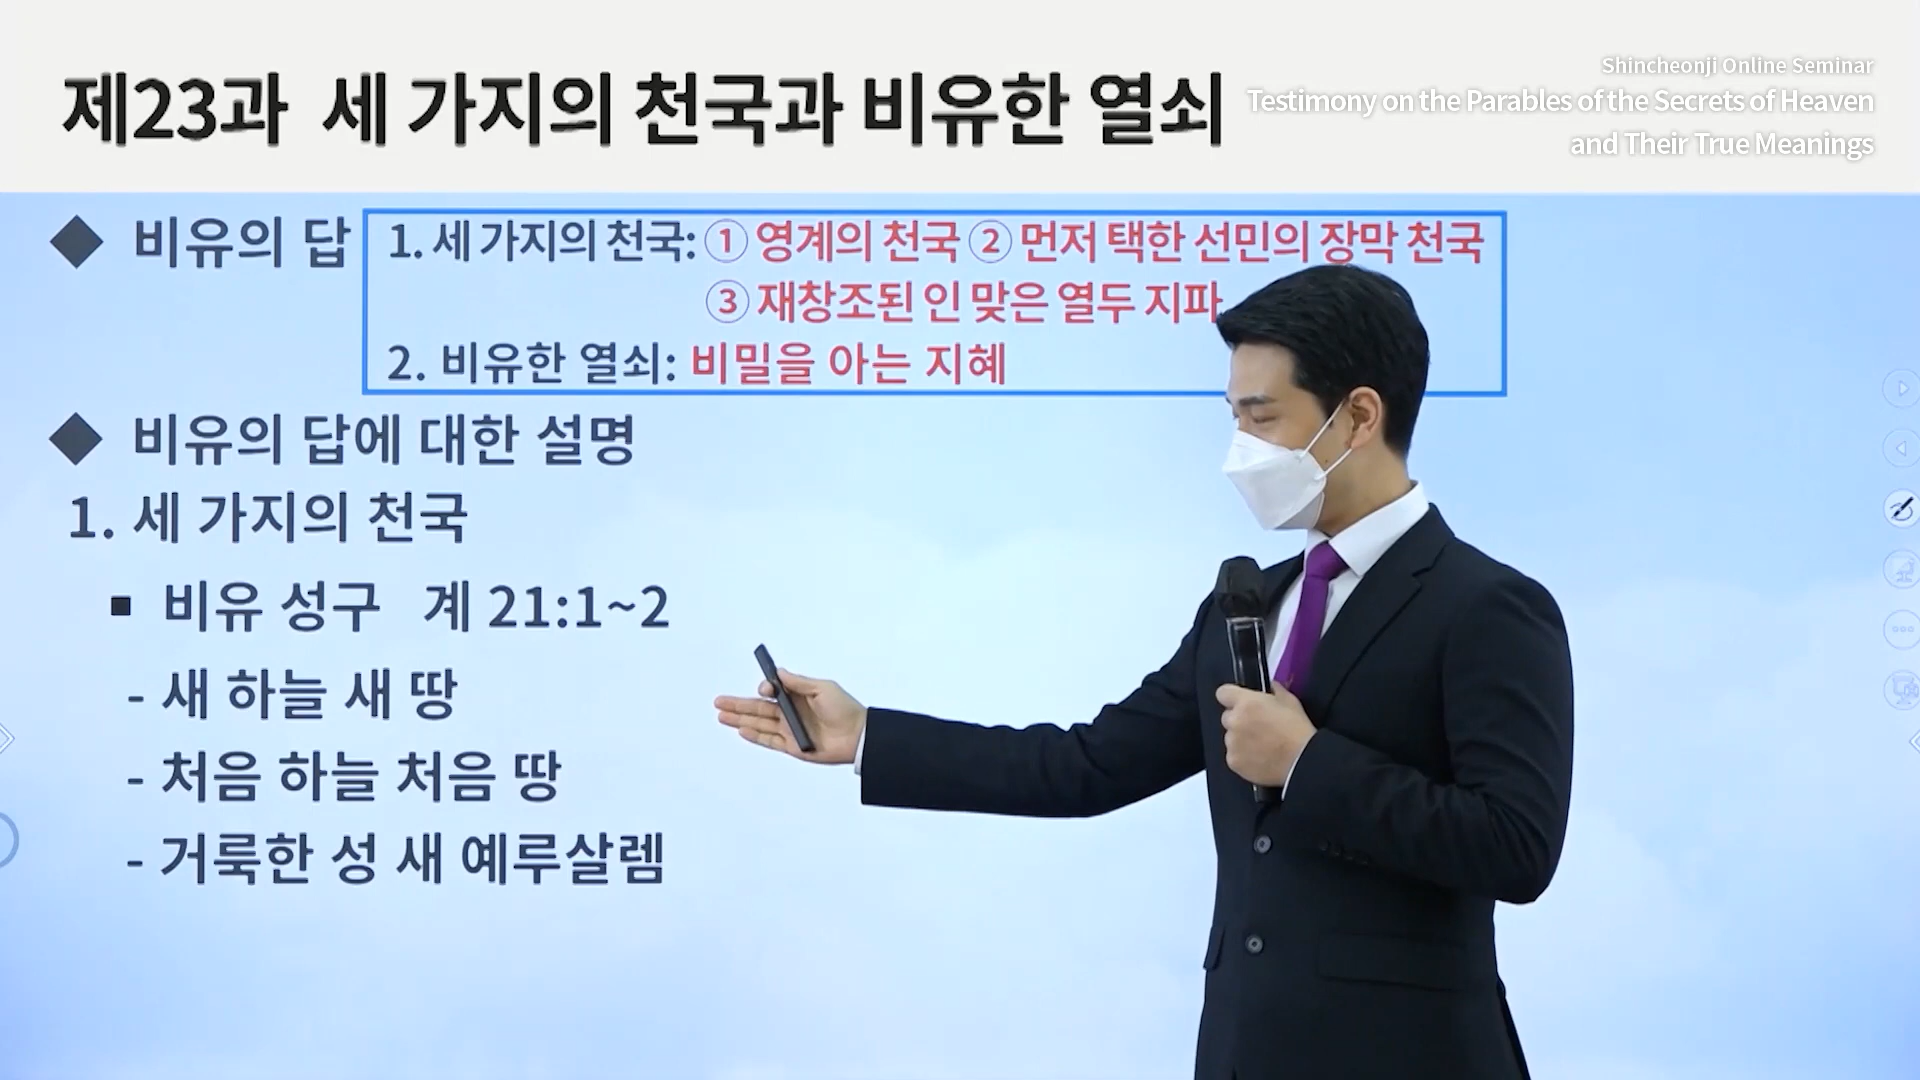 제23과 세 가지의 천국과 비유한 열쇠
Shincheonji Online Seminar
Testimony on the Parables of the Secrets of Heaven
and Their True Meanings
◆ 비유의 답
1. 세 가지의 천국: ① 영계의 천국 ② 먼저 택한 선민의 장막 천국
③ 재창조된 인 맞은 열두 지파
2. 비유한 열쇠: 비밀을 아는 지혜
◆ 비유의 답에 대한 설명
1. 세 가지의 천국
▪ 비유 성구 계 21:1~2
- 새 하늘 새 땅
- 처음 하늘 처음 땅
- 거룩한 성 새 예루살렘